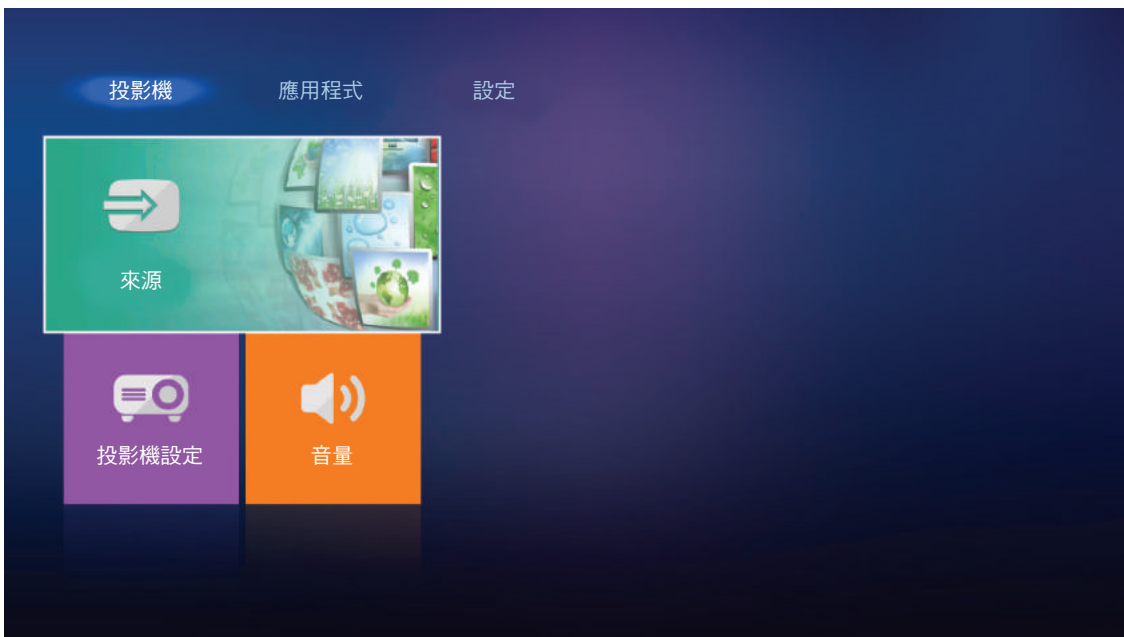 投影機
應用程式
設定
來源
投影機設定
音量